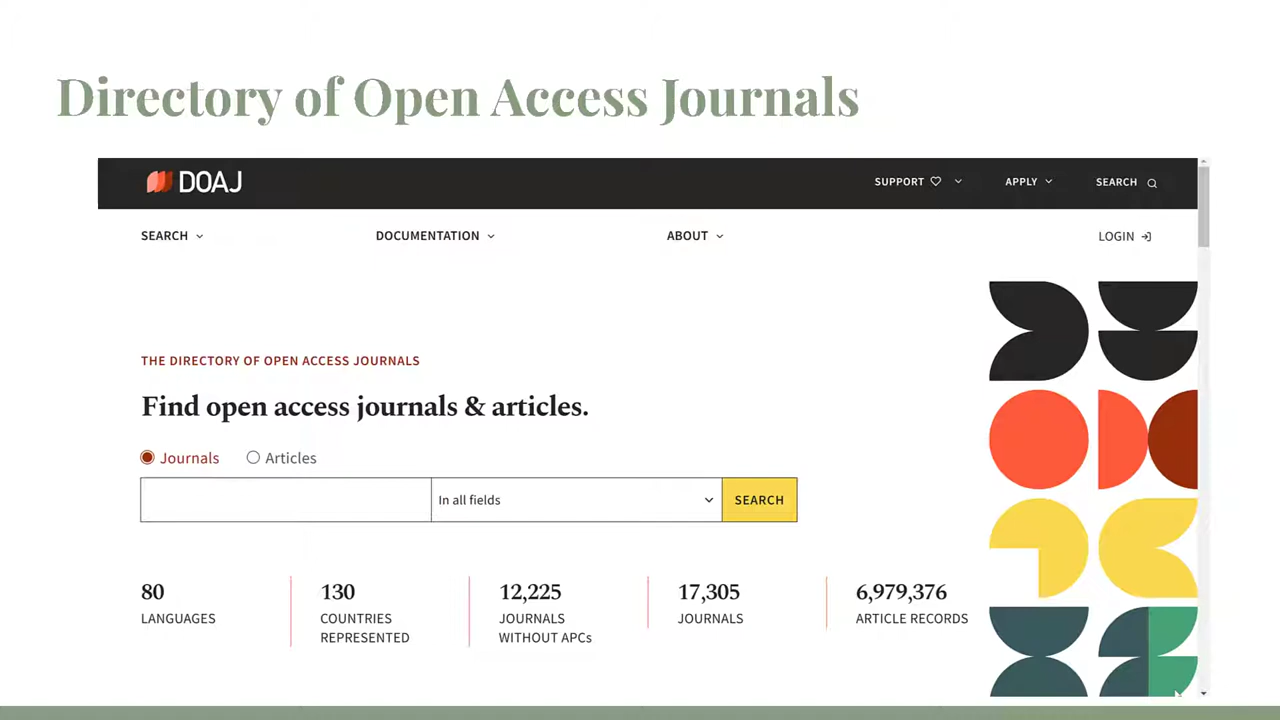 Directory of Open Access Journals
DOAJ
SUPPORT
APPLY
SEARCH
SEARCH
DOCUMENTATION
ABOUT
LOGIN
THE DIRECTORY OF OPEN ACCESS JOURNALS
Find open access journals & articles.
Journals
Articles
In all fields
SEARCH
80
LANGUAGES
130
COUNTRIES
REPRESENTED
12,225
JOURNALS
WITHOUT APCs
17,305
JOURNALS
6,979,376
ARTICLE RECORDS